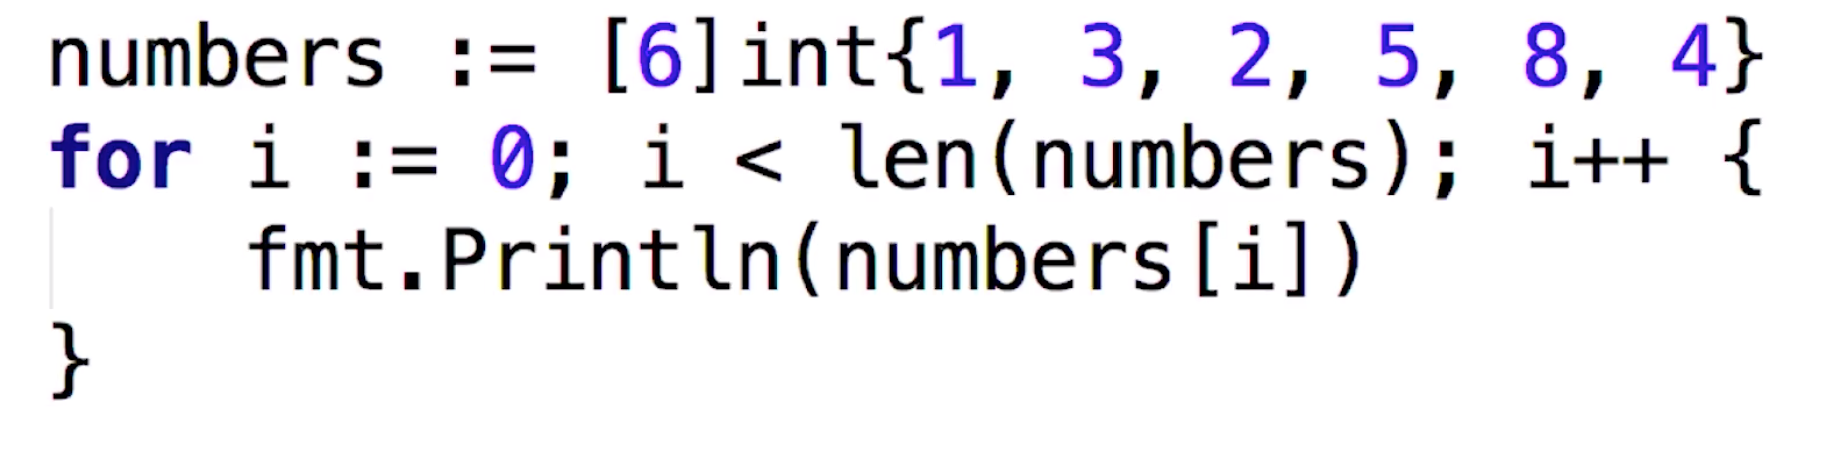 numbers := [6]int{1, 3, 2, 5, 8, 4}
for i := 0; i < len(numbers); i++ {
    fmt.Println(numbers[i])
}